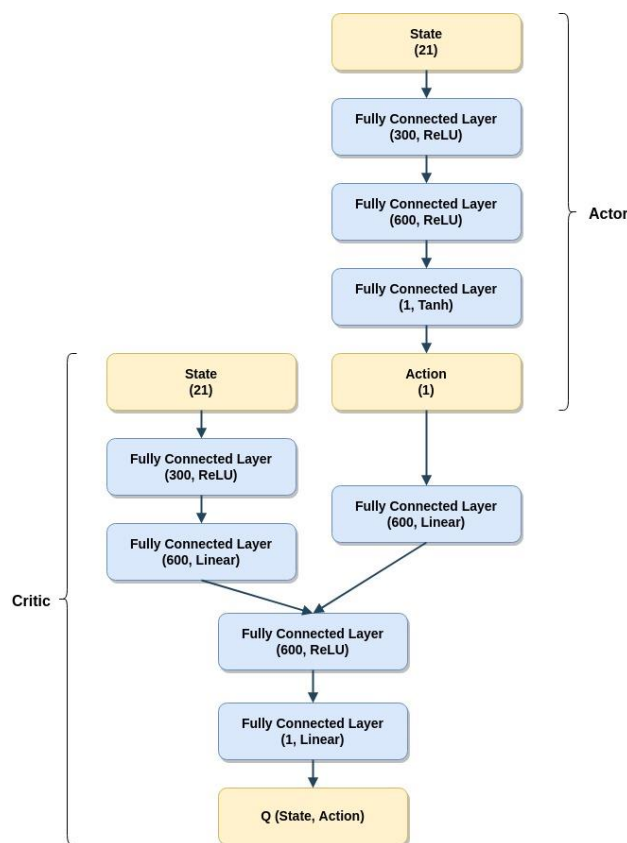 State
(21)
Fully Connected Layer
(300, ReLU)
Fully Connected Layer
(600, ReLU)
Actor
Fully Connected Layer
(1, Tanh)
State
(21)
Action
(1)
Fully Connected Layer
(300, ReLU)
Fully Connected Layer
(600, Linear)
Fully Connected Layer
(600, Linear)
Critic
Fully Connected Layer
(600, ReLU)
Fully Connected Layer
(1, Linear)
Q (State, Action)